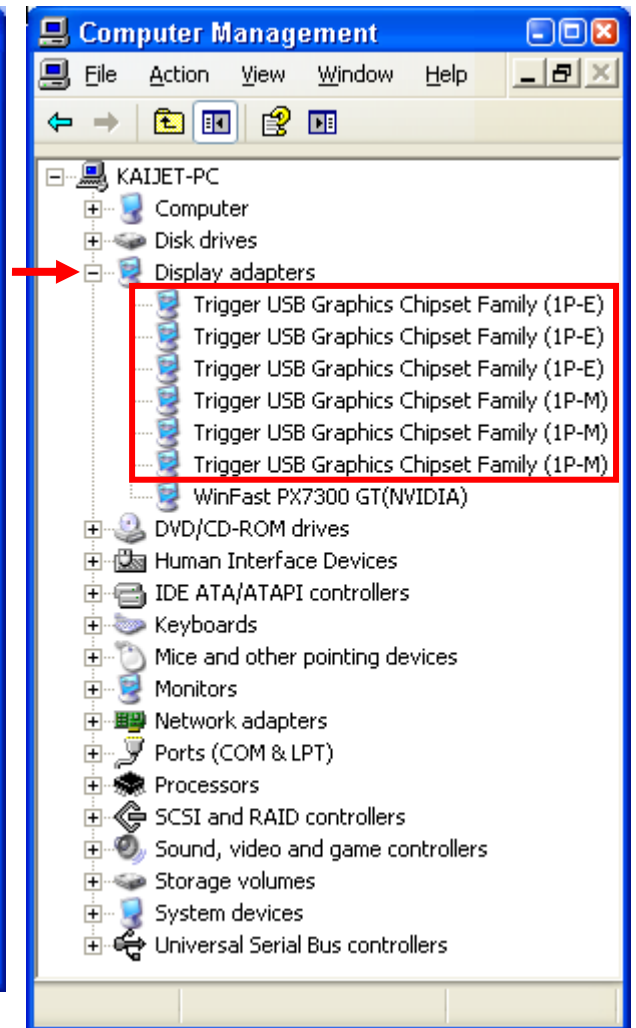 Computer Management
File Action View Window Help
KAIJET-PC
Computer
Disk drives
Display adapters
Trigger USB Graphics Chipset Family (1P-E)
Trigger USB Graphics Chipset Family (1P-E)
Trigger USB Graphics Chipset Family (1P-E)
Trigger USB Graphics Chipset Family (1P-M)
Trigger USB Graphics Chipset Family (1P-M)
Trigger USB Graphics Chipset Family (1P-M)
WinFast PX7300 GT(NVIDIA)
DVD/CD-ROM drives
Human Interface Devices
IDE ATA/ATAPI controllers
Keyboards
Mice and other pointing devices
Monitors
Network adapters
Ports (COM & LPT)
Processors
SCSI and RAID controllers
Sound, video and game controllers
Storage volumes
System devices
Universal Serial Bus controllers